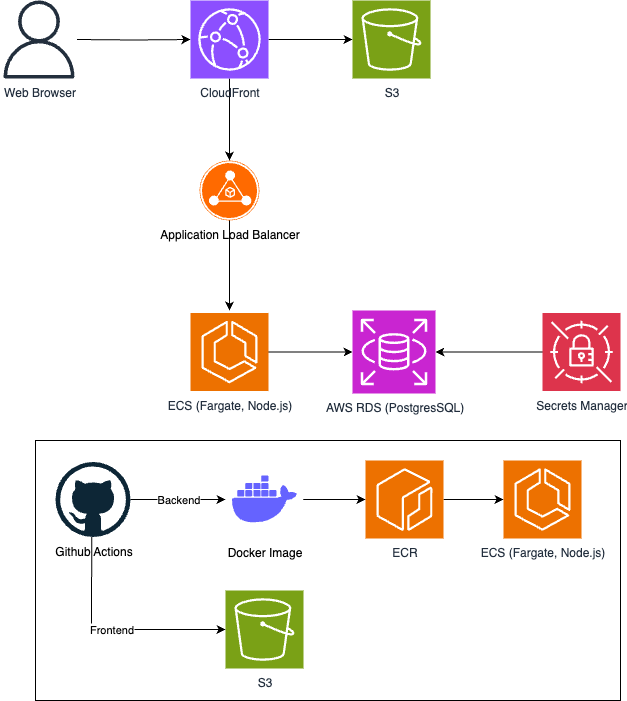 Web Browser
CloudFront
S3
Application Load Balancer
ECS (Fargate, Node.js)
AWS RDS (PostgresSQL)
Secrets Manager
Backend
Github Actions
Docker Image
ECR
ECS (Fargate, Node.js)
Frontend
S3